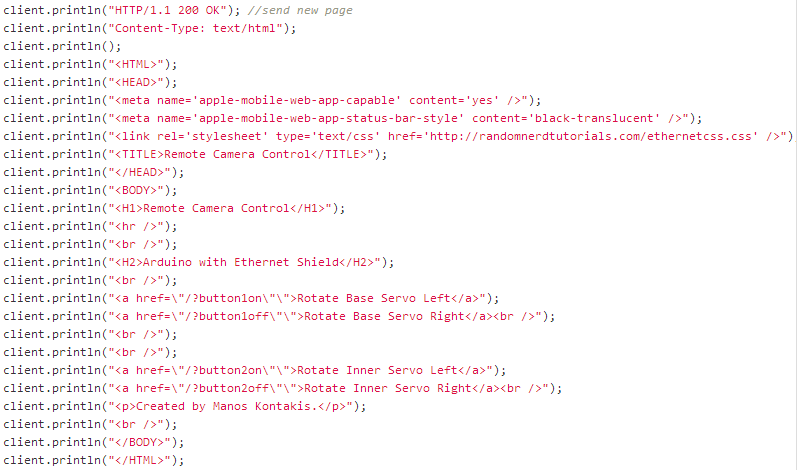 client.println("HTTP/1.1 200 OK"); //send new page
client.println("Content-Type: text/html");
client.println();
client.println("<HTML>");
client.println("<HEAD>");
client.println("<meta name='apple-mobile-web-app-capable' content='yes' />");
client.println("<meta name='apple-mobile-web-app-status-bar-style' content='black-translucent' />");
client.println("<link rel='stylesheet' type='text/css' href='http://randomnerdtutorials.com/ethernetcss.css' />")
client.println("<TITLE>Remote Camera Control</TITLE>");
client.println("</HEAD>");
client.println("<BODY>");
client.println("<H1>Remote Camera Control</H1>");
client.println("<hr />");
client.println("<br />");
client.println("<H2>Arduino with Ethernet Shield</H2>");
client.println("<br />");
client.println("<a href=\"/?button1on\"\">Rotate Base Servo Left</a>");
client.println("<a href=\"/?button1off\"\">Rotate Base Servo Right</a><br />");
client.println("<br />");
client.println("<br />");
client.println("<a href=\"/?button2on\"\">Rotate Inner Servo Left</a>");
client.println("<a href=\"/?button2off\"\">Rotate Inner Servo Right</a><br />");
client.println("<p>Created by Manos Kontakis.</p>");
client.println("<br />");
client.println("</BODY>");
client.println("</HTML>");